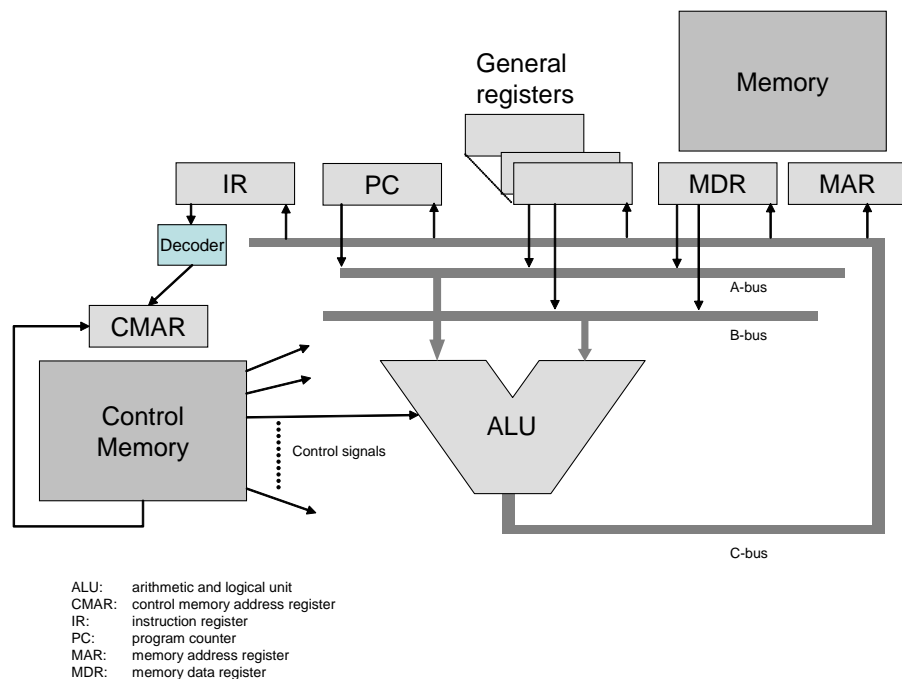 General
registers
Memory
IR
PC
MDR
MAR
Decoder
A-bus
CMAR
B-bus
Control
Memory
ALU
Control signals
C-bus
ALU: arithmetic and logical unit
CMAR: control memory address register
IR: instruction register
PC: program counter
MAR: memory address register
MDR: memory data register